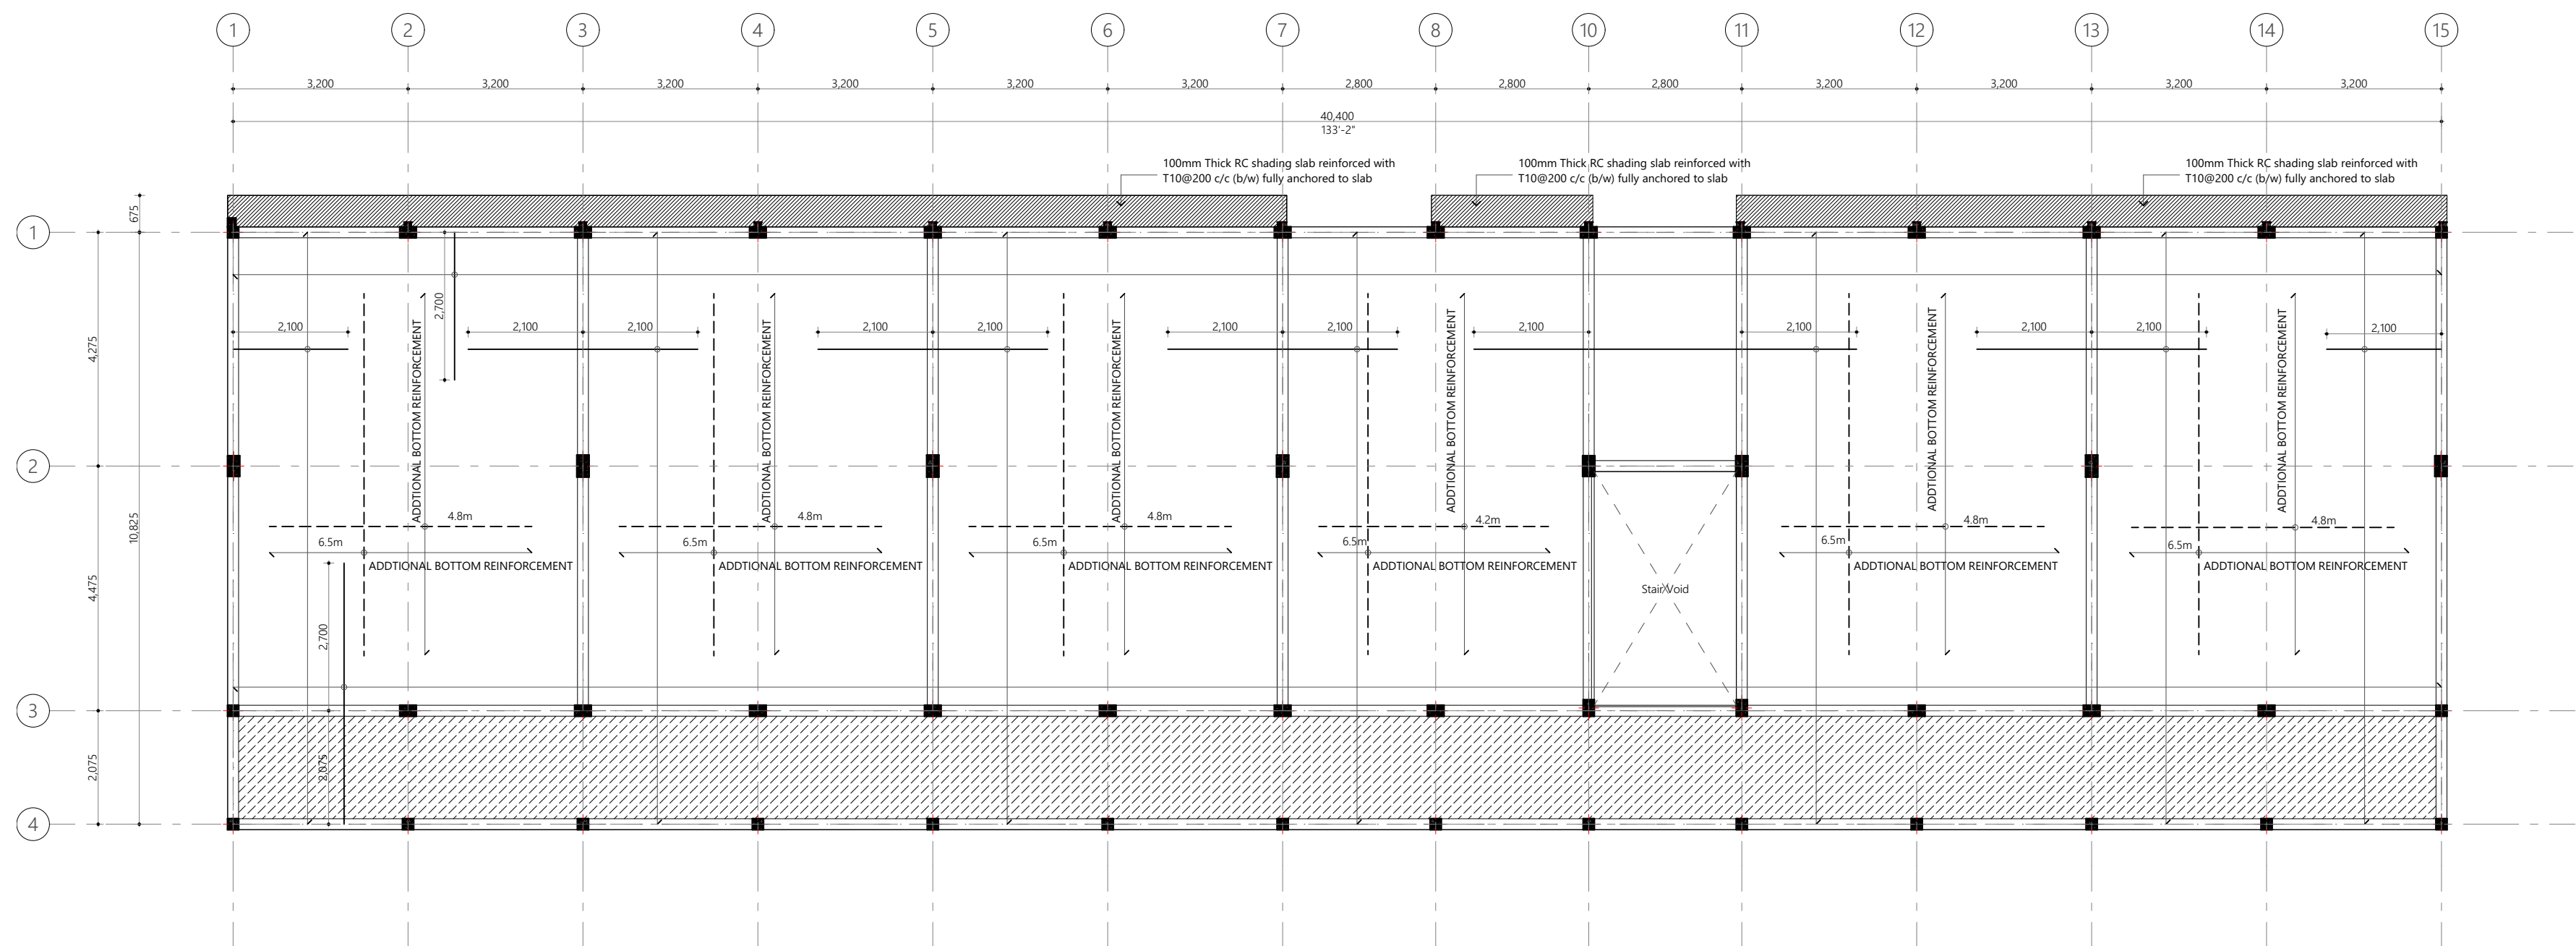 1 2 3 4 5 6 7 8 10 11 12 13 14 15
3,200 3,200 3,200 3,200 3,200 3,200 2,800 2,800 2,800 3,200 3,200 3,200 3,200
40,400
133'-2"
100mm Thick RC shading slab reinforced with
T10@200 c/c (b/w) fully anchored to slab
100mm Thick RC shading slab reinforced with
T10@200 c/c (b/w) fully anchored to slab
100mm Thick RC shading slab reinforced with
T10@200 c/c (b/w) fully anchored to slab
675
1
2,700
4,275
2,100 2,100 2,100 2,100 2,100 2,100 2,100 2,100 2,100 2,100 2,100 2,100
ADDTIONAL BOTTOM REINFORCEMENT
ADDTIONAL BOTTOM REINFORCEMENT
ADDTIONAL BOTTOM REINFORCEMENT
ADDTIONAL BOTTOM REINFORCEMENT
ADDTIONAL BOTTOM REINFORCEMENT
ADDTIONAL BOTTOM REINFORCEMENT
2
10,825
4.8m 4.8m 4.8m 4.2m 4.8m 4.8m
6.5m 6.5m 6.5m 6.5m 6.5m 6.5m
ADDTIONAL BOTTOM REINFORCEMENT
ADDTIONAL BOTTOM REINFORCEMENT
ADDTIONAL BOTTOM REINFORCEMENT
ADDTIONAL BOTTOM REINFORCEMENT
ADDTIONAL BOTTOM REINFORCEMENT
ADDTIONAL BOTTOM REINFORCEMENT
4,475
Stair Void
2,700
3
2,075
2,075
4